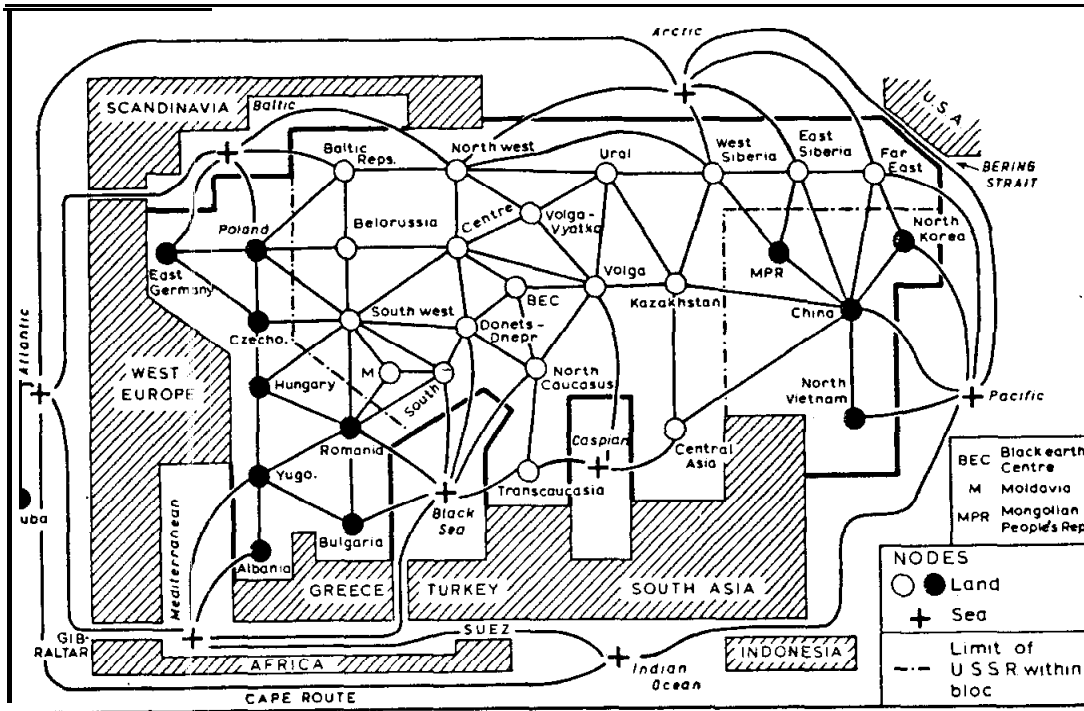 Arctic
U.S.A.
SCANDINAVIA
Baltic
BERING
STRAIT
Baltic
Reps.
North west
Ural
West
Siberia
East
Siberia
Far
East
Poland
Belorussia
Centre
Volga-
Vyatka
North
Korea
East
Germany
MPR
BEC
Volga
Kazakhstan
China
Czecho.
South west
Donets-
Dnepr
Atlantic
WEST
EUROPE
Hungary
M
South
North
Caucasus
North
Vietnam
Pacific
Romania
Caspian
Central
Asia
Yugo.
Transcaucasia
Black
Sea
BEC Black earth
Centre
M Moldavia
MPR Mongolian
People's Rep
uba
Mediterranean
Bulgaria
Albania
GREECE
TURKEY
SOUTH ASIA
NODES
Land
Sea
GIB-
RALTAR
SUEZ
AFRICA
Indian
Ocean
INDONESIA
Limit of
U S S R within
bloc
CAPE ROUTE